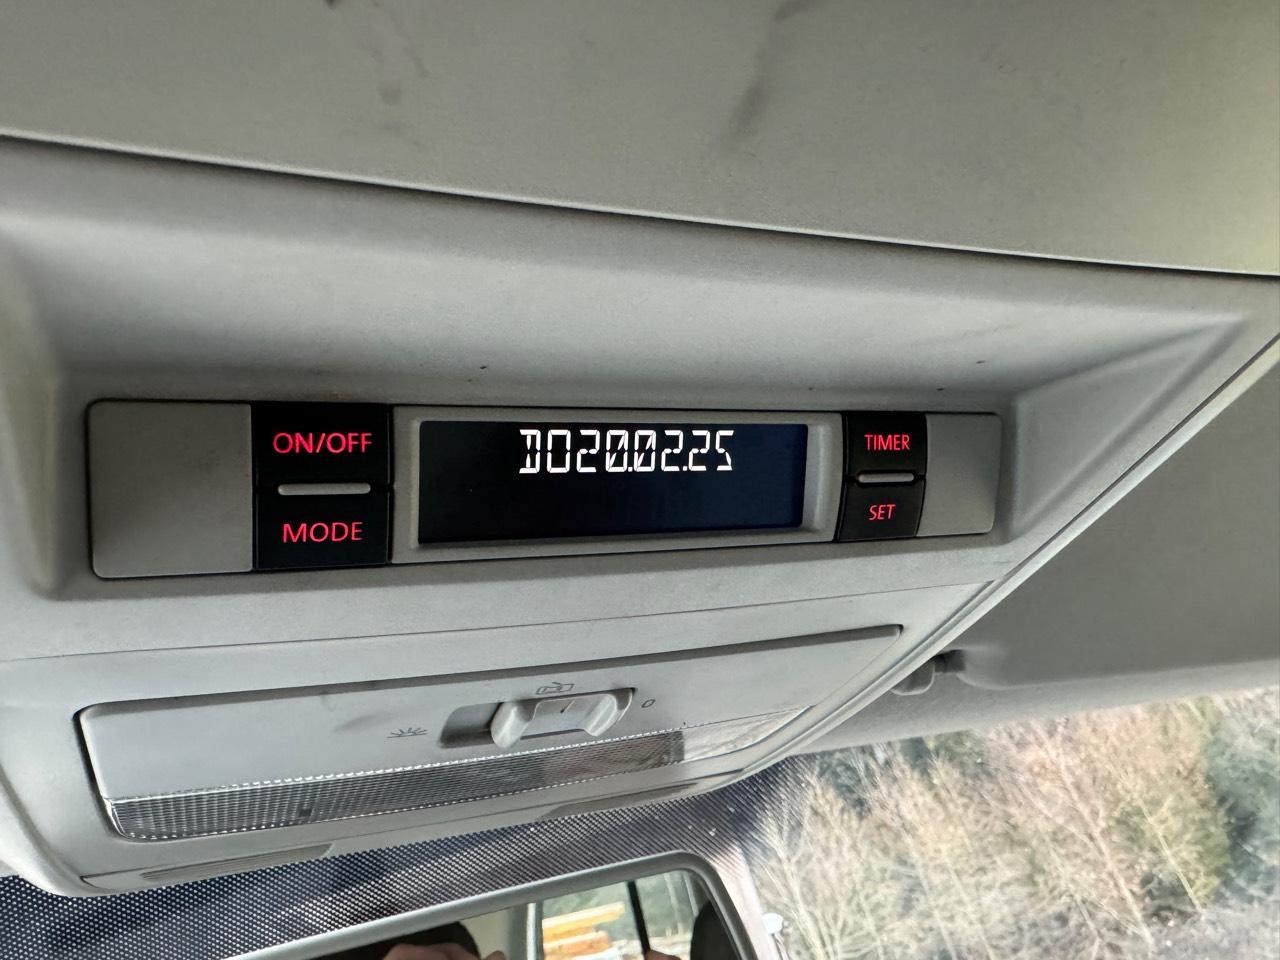 ON/OFF
MODE
DO20.02.25
TIMER
SET
O